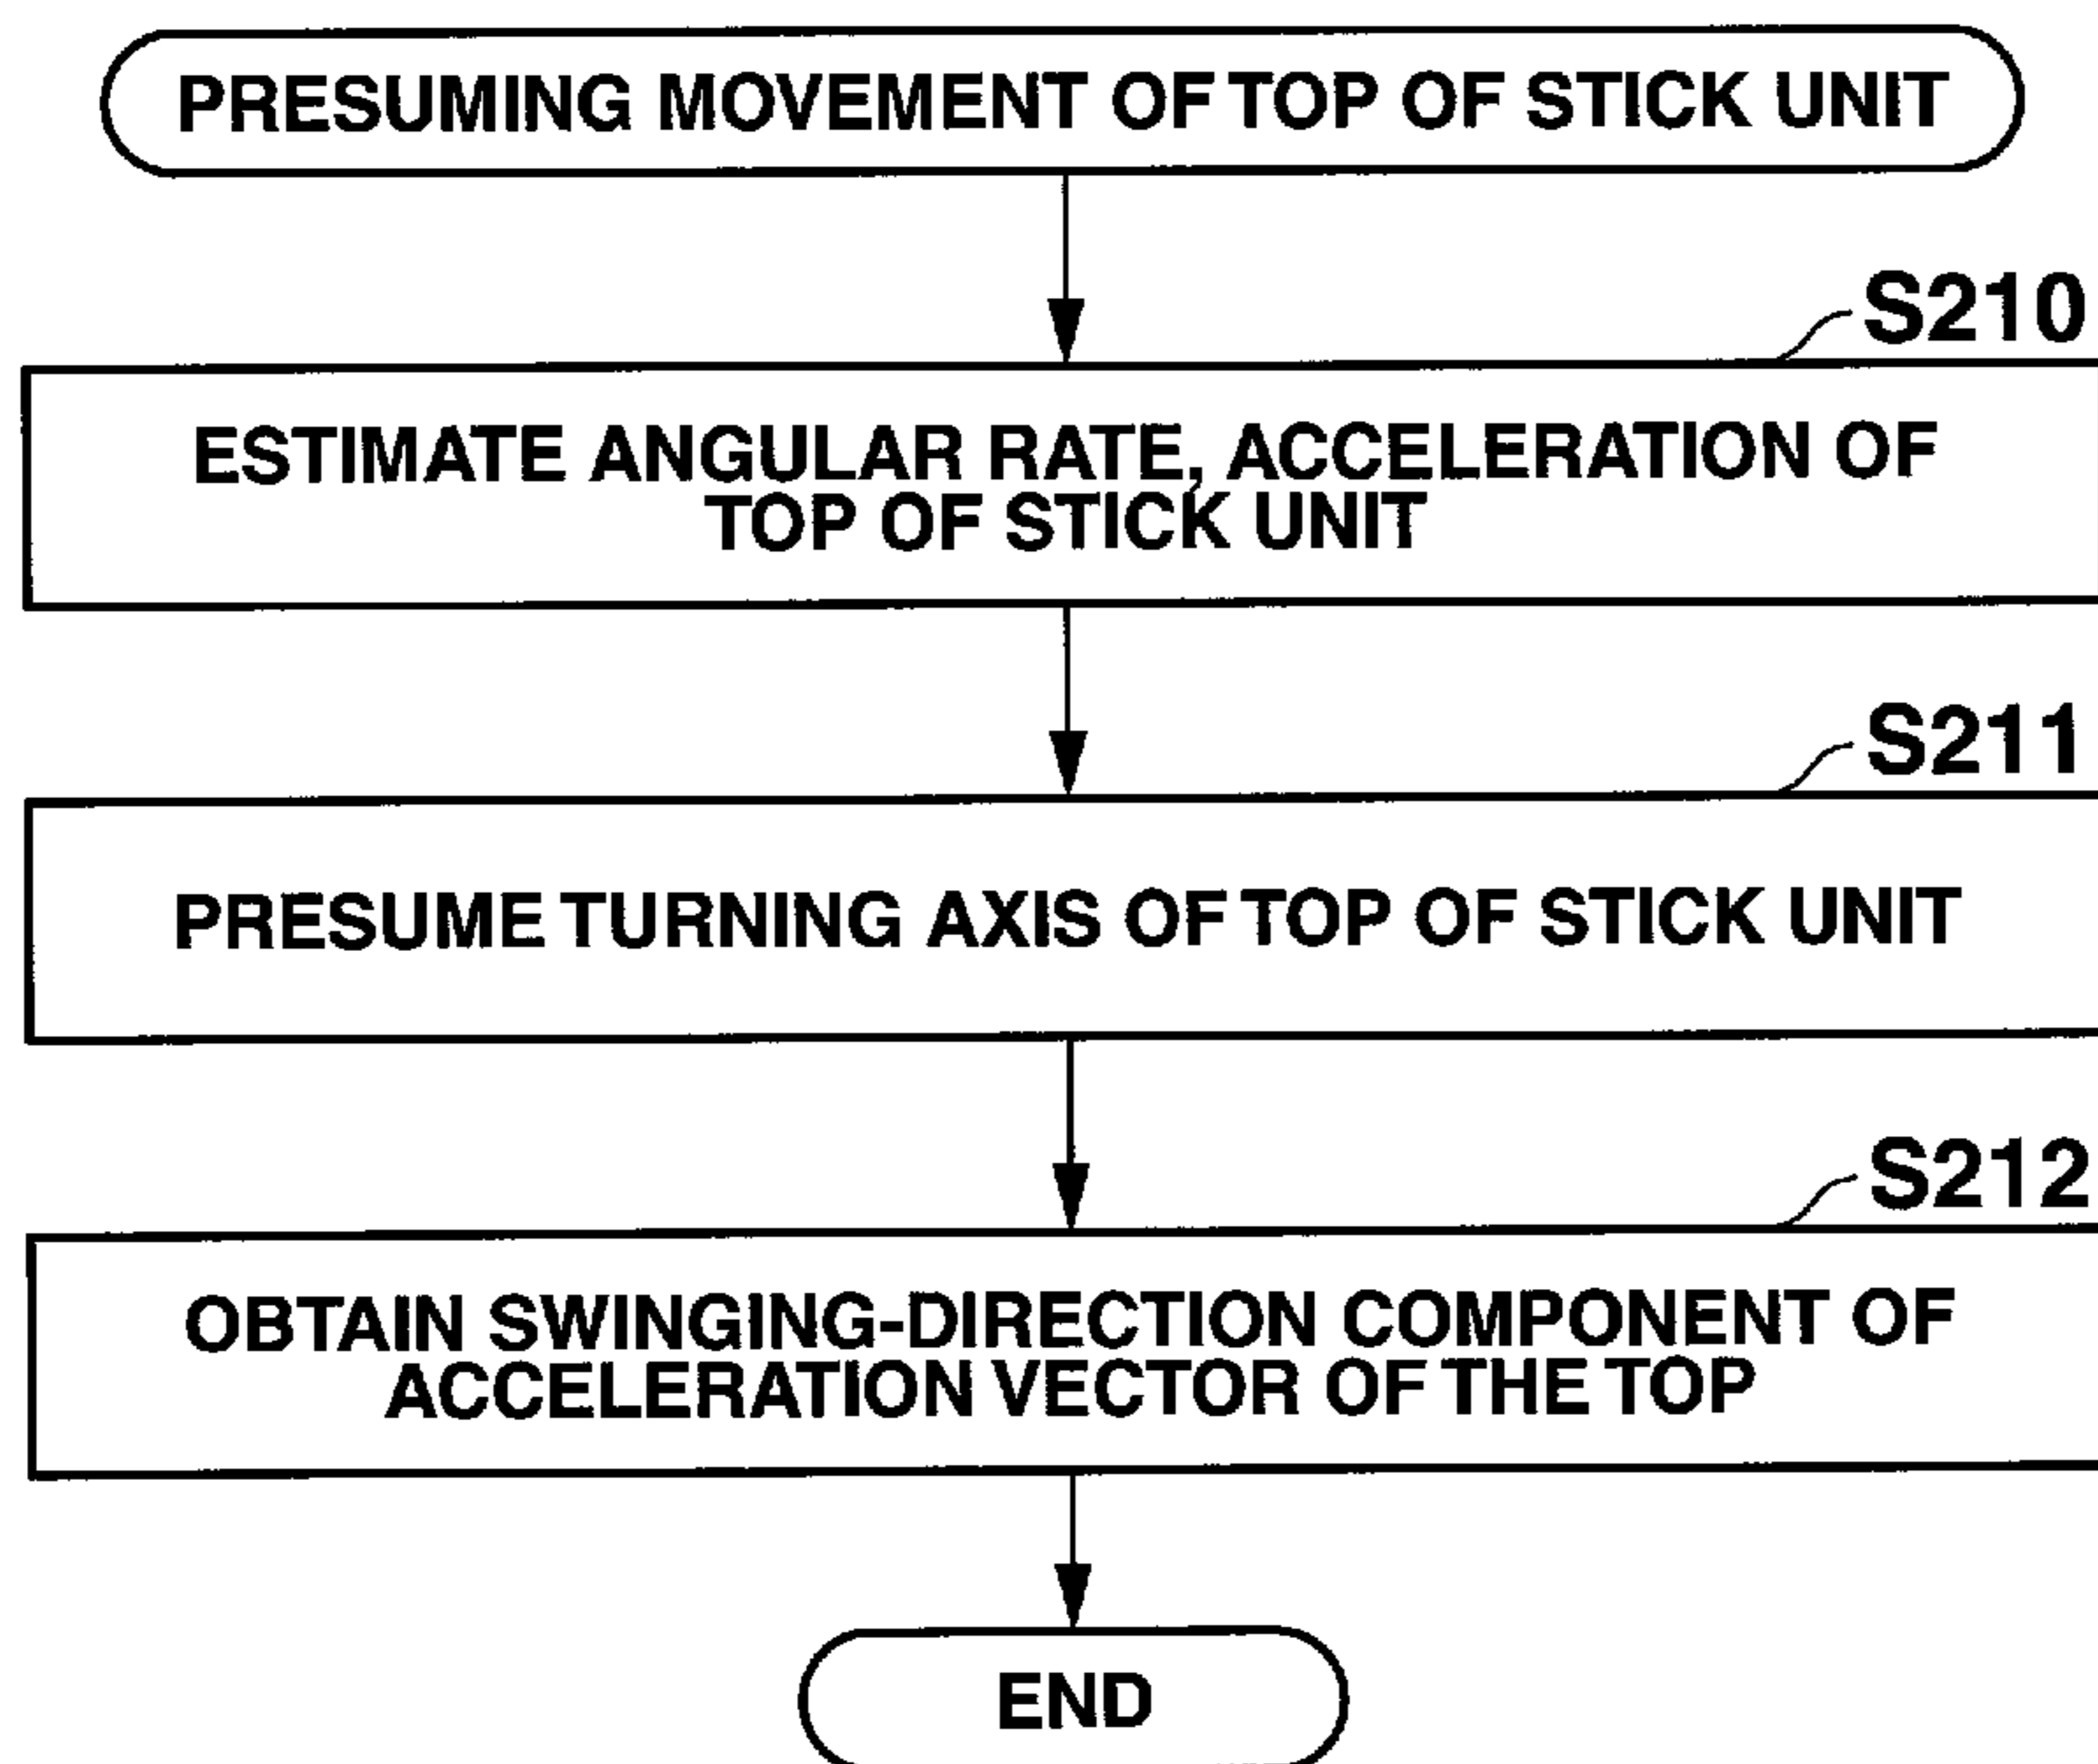 PRESUMING MOVEMENT OF TOP OF STICK UNIT
S210
ESTIMATE ANGULAR RATE, ACCELERATION OF
TOP OF STICK UNIT
S211
PRESUME TURNING AXIS OF TOP OF STICK UNIT
S212
OBTAIN SWINGING-DIRECTION COMPONENT OF
ACCELERATION VECTOR OF THE TOP
END